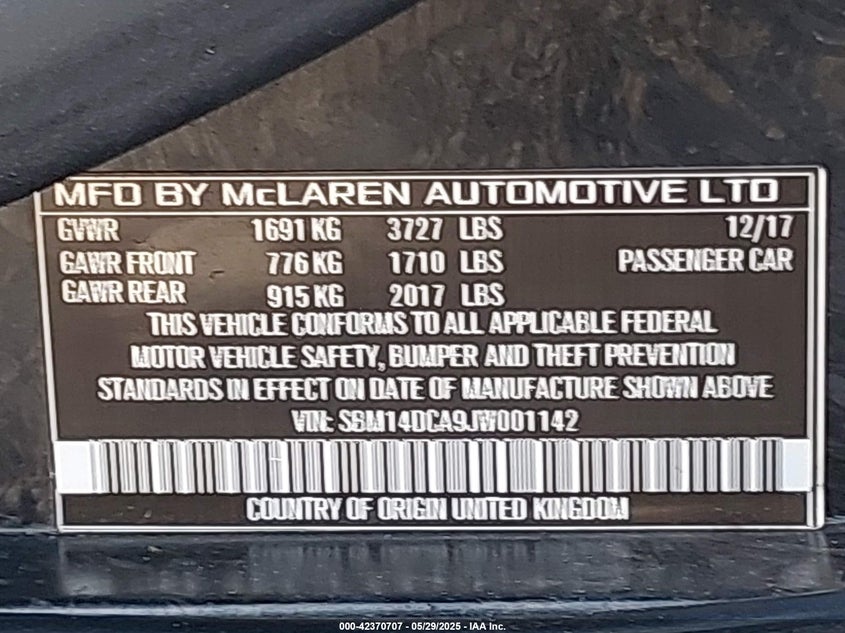 MFD BY McLAREN AUTOMOTIVE LTD
GVWR 1691 KG 3727 LBS 12/17
GAWR FRONT 776 KG 1710 LBS PASSENGER CAR
GAWR REAR 915 KG 2017 LBS
THIS VEHICLE CONFORMS TO ALL APPLICABLE FEDERAL
MOTOR VEHICLE SAFETY, BUMPER AND THEFT PREVENTION
STANDARDS IN EFFECT ON DATE OF MANUFACTURE SHOWN ABOVE
VIN: SBM14DCA9JW001142
COUNTRY OF ORIGIN UNITED KINGDOM
000-42370707 - 05/29/2025 - IAA Inc.